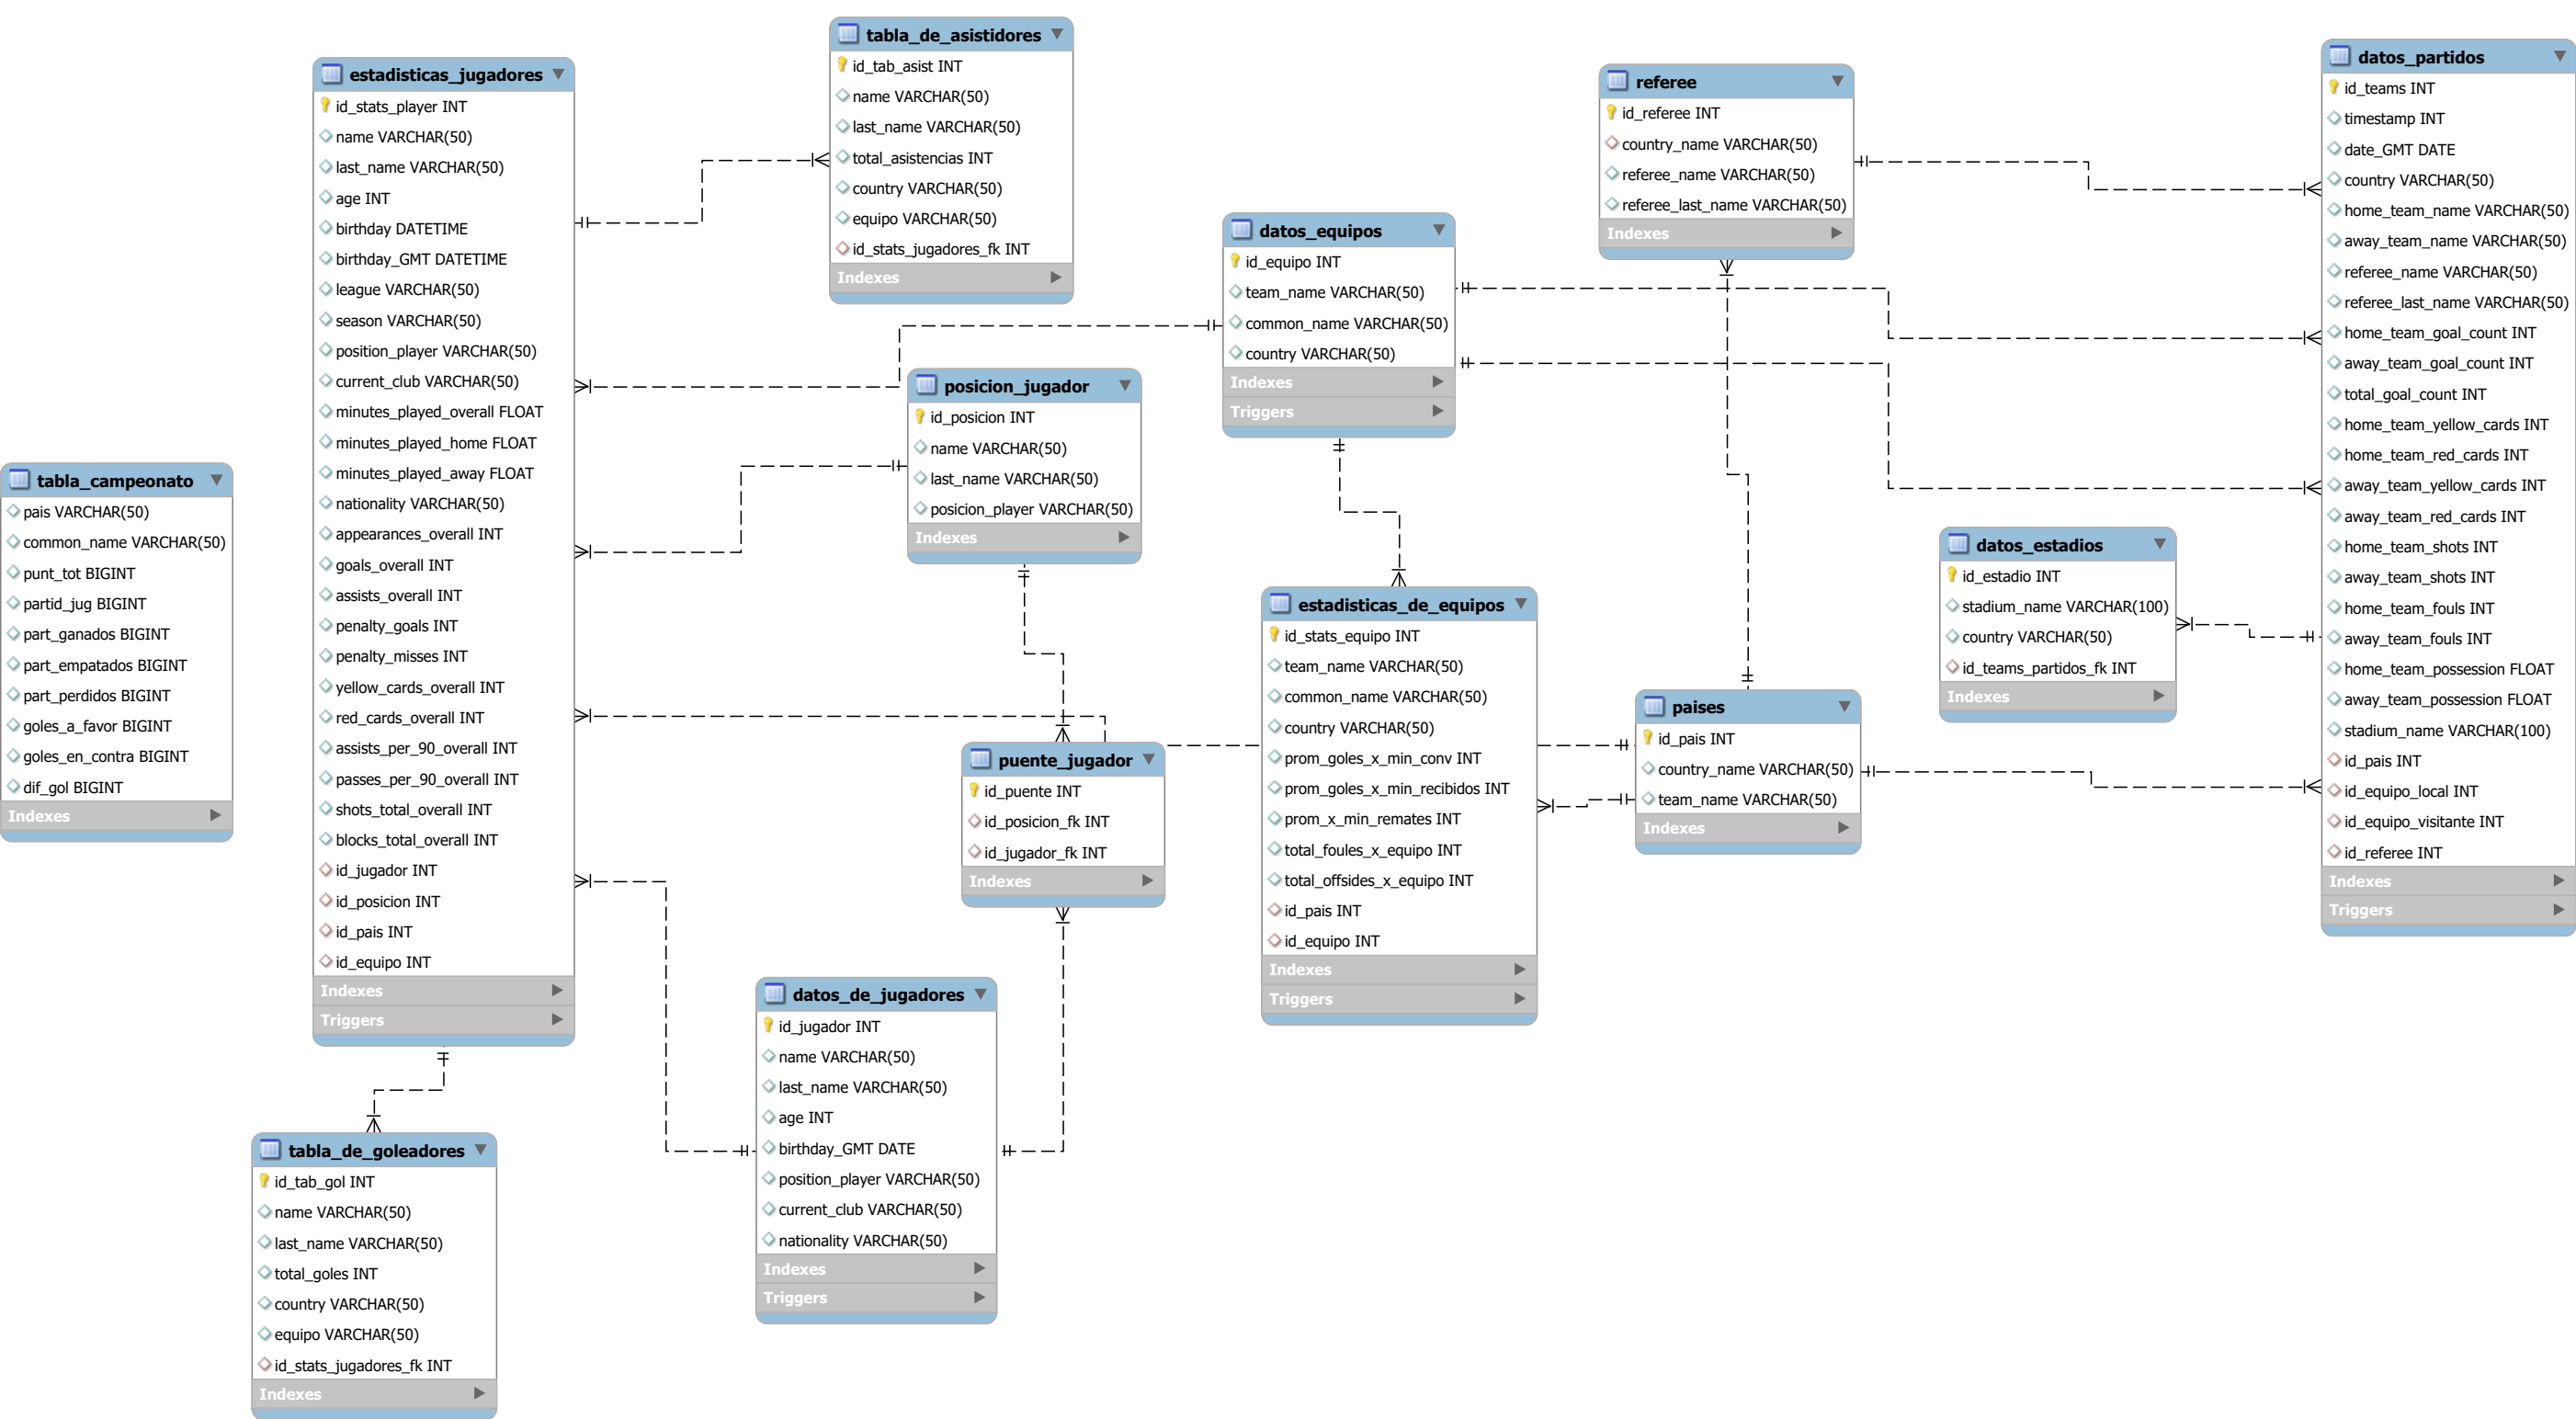 tabla_campeonato
pais VARCHAR(50)
common_name VARCHAR(50)
punt_tot BIGINT
partid_jug BIGINT
part_ganados BIGINT
part_empatados BIGINT
part_perdidos BIGINT
goles_a_favor BIGINT
goles_en_contra BIGINT
dif_gol BIGINT
Indexes
estadisticas_jugadores
id_stats_player INT
name VARCHAR(50)
last_name VARCHAR(50)
age INT
birthday DATETIME
birthday_GMT DATETIME
league VARCHAR(50)
season VARCHAR(50)
position_player VARCHAR(50)
current_club VARCHAR(50)
minutes_played_overall FLOAT
minutes_played_home FLOAT
minutes_played_away FLOAT
nationality VARCHAR(50)
appearances_overall INT
goals_overall INT
assists_overall INT
penalty_goals INT
penalty_misses INT
yellow_cards_overall INT
red_cards_overall INT
assists_per_90_overall INT
passes_per_90_overall INT
shots_total_overall INT
blocks_total_overall INT
id_jugador INT
id_posicion INT
id_pais INT
id_equipo INT
Indexes
Triggers
tabla_de_goleadores
id_tab_gol INT
name VARCHAR(50)
last_name VARCHAR(50)
total_goles INT
country VARCHAR(50)
equipo VARCHAR(50)
id_stats_jugadores_fk INT
Indexes
tabla_de_asistidores
id_tab_asist INT
name VARCHAR(50)
last_name VARCHAR(50)
total_asistencias INT
country VARCHAR(50)
equipo VARCHAR(50)
id_stats_jugadores_fk INT
Indexes
posicion_jugador
id_posicion INT
name VARCHAR(50)
last_name VARCHAR(50)
posicion_player VARCHAR(50)
Indexes
puente_jugador
id_puente INT
id_posicion_fk INT
id_jugador_fk INT
Indexes
datos_de_jugadores
id_jugador INT
name VARCHAR(50)
last_name VARCHAR(50)
age INT
birthday_GMT DATE
position_player VARCHAR(50)
current_club VARCHAR(50)
nationality VARCHAR(50)
Indexes
Triggers
datos_equipos
id_equipo INT
team_name VARCHAR(50)
common_name VARCHAR(50)
country VARCHAR(50)
Indexes
Triggers
estadisticas_de_equipos
id_stats_equipo INT
team_name VARCHAR(50)
common_name VARCHAR(50)
country VARCHAR(50)
prom_goles_x_min_conv INT
prom_goles_x_min_recibidos INT
prom_x_min_remates INT
total_foules_x_equipo INT
total_offsides_x_equipo INT
id_pais INT
id_equipo INT
Indexes
Triggers
referee
id_referee INT
country_name VARCHAR(50)
referee_name VARCHAR(50)
referee_last_name VARCHAR(50)
Indexes
paises
id_pais INT
country_name VARCHAR(50)
team_name VARCHAR(50)
Indexes
datos_estadios
id_estadio INT
stadium_name VARCHAR(100)
country VARCHAR(50)
id_teams_partidos_fk INT
Indexes
datos_partidos
id_teams INT
timestamp INT
date_GMT DATE
country VARCHAR(50)
home_team_name VARCHAR(50)
away_team_name VARCHAR(50)
referee_name VARCHAR(50)
referee_last_name VARCHAR(50)
home_team_goal_count INT
away_team_goal_count INT
total_goal_count INT
home_team_yellow_cards INT
home_team_red_cards INT
away_team_yellow_cards INT
away_team_red_cards INT
home_team_shots INT
away_team_shots INT
home_team_fouls INT
away_team_fouls INT
home_team_possession FLOAT
away_team_possession FLOAT
stadium_name VARCHAR(100)
id_pais INT
id_equipo_local INT
id_equipo_visitante INT
id_referee INT
Indexes
Triggers